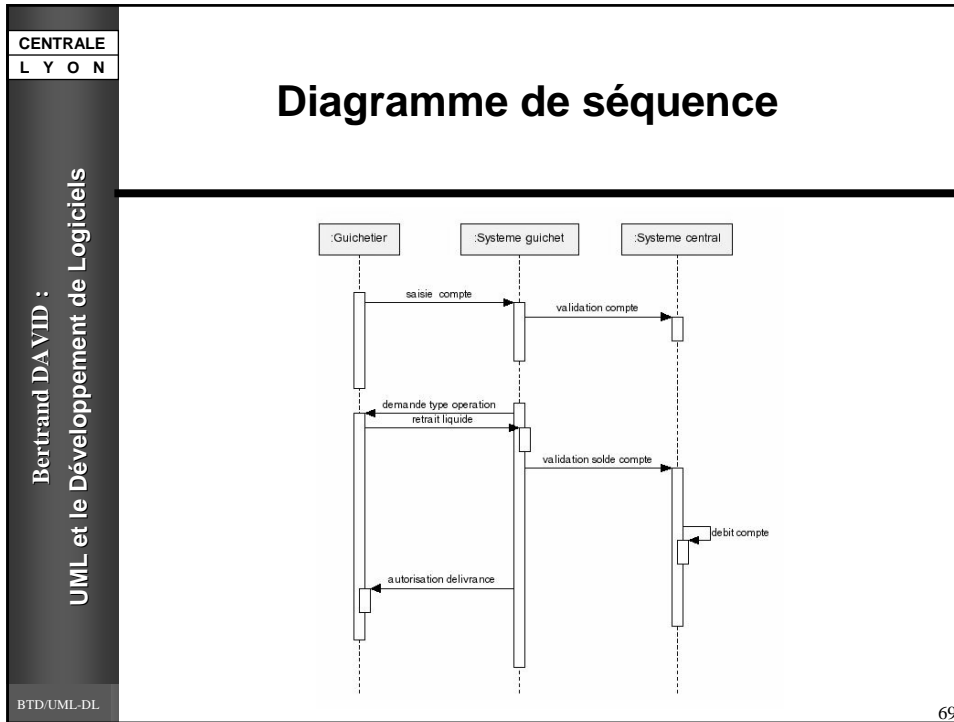 CENTRALE
L Y O N
Diagramme de séquence
Bertrand DAVID :
UML et le Développement de Logiciels
:Guichetier
:Systeme guichet
:Systeme central
saisie compte
validation compte
demande type operation
retrait liquide
validation solde compte
debit compte
autorisation delivrance
BTD/UML-DL
69